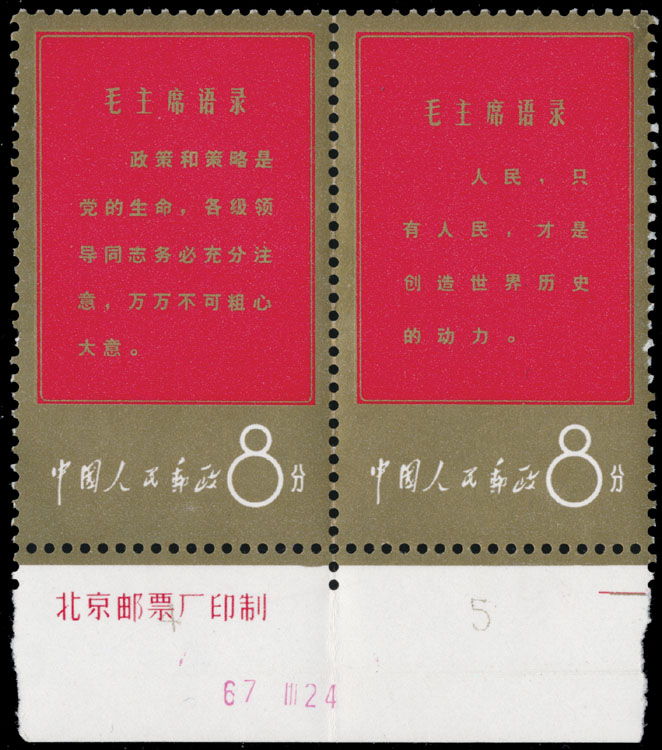 毛主席语录
政策和策略是
党的生命，各级领
导同志务必充分注
意，万万不可粗心
大意。
中国人民邮政8分
毛主席语录
人民，只
有人民，才是
创造世界历史
的动力。
中国人民邮政8分
北京邮票厂印制
4
5
67 III 24